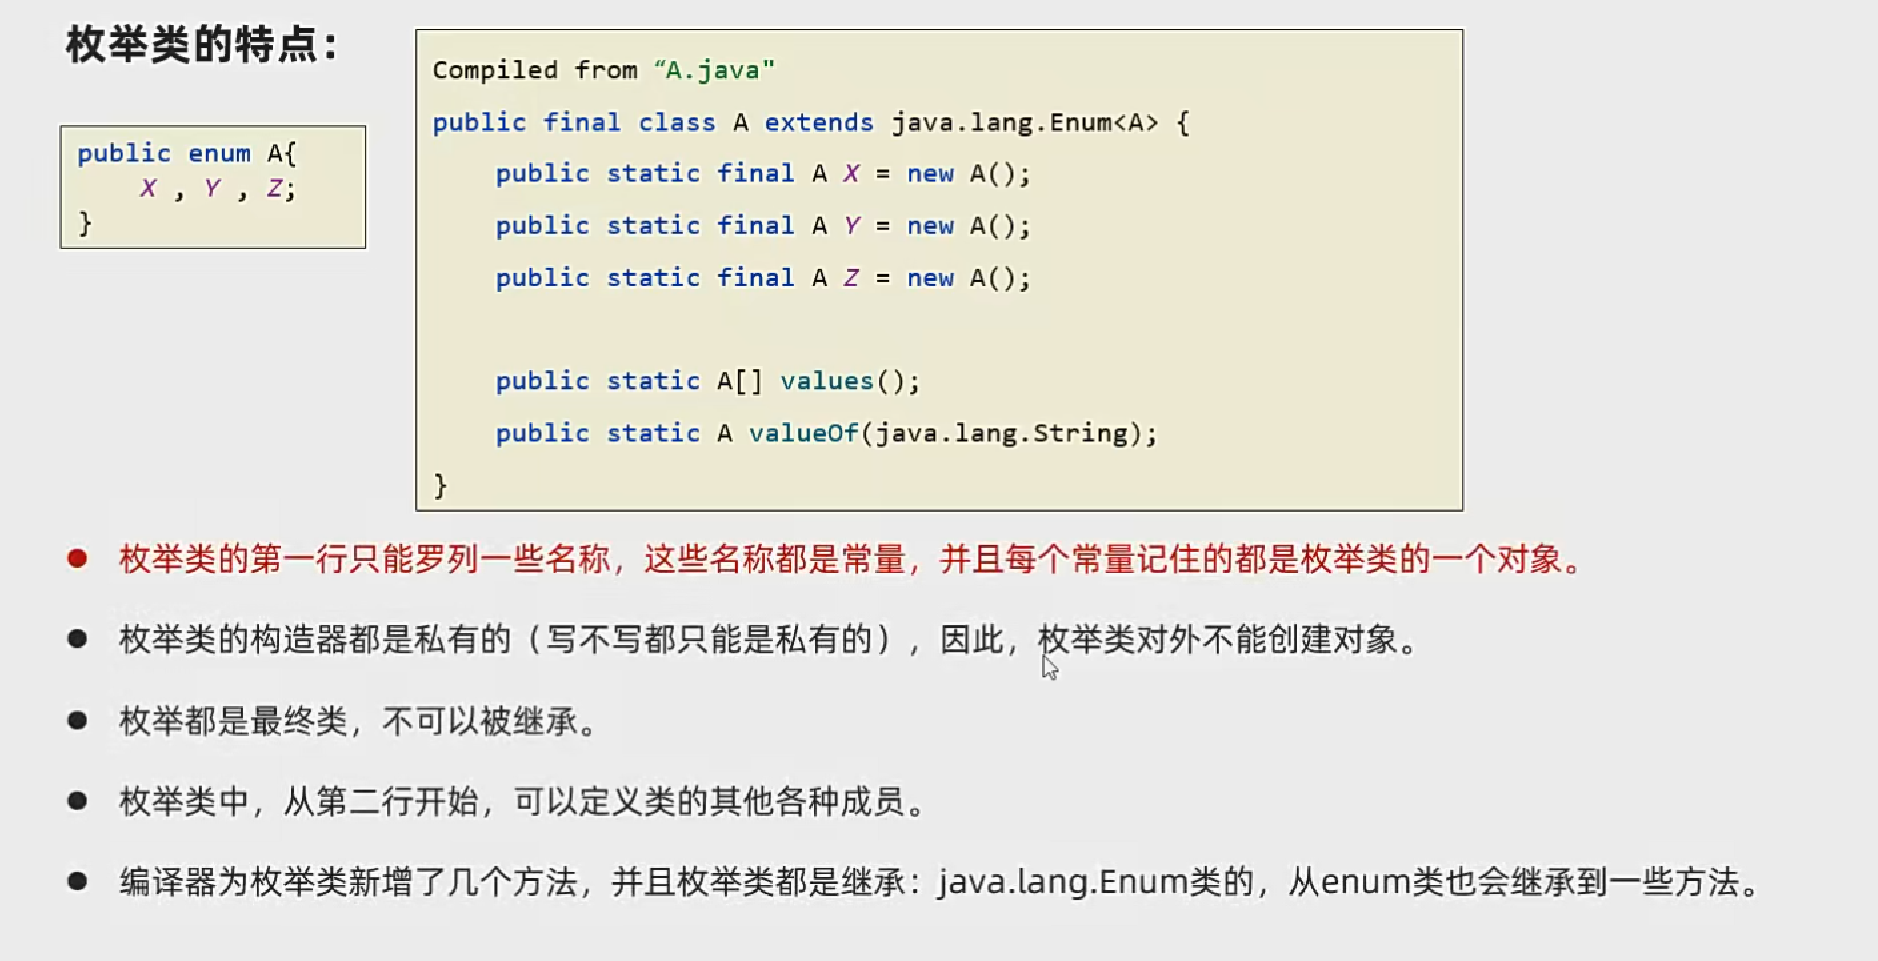 枚举类的特点：
public enum A{
X , Y , Z;
}
Compiled from “A.java"
public final class A extends java.lang.Enum<A> {
public static final A X = new A();
public static final A Y = new A();
public static final A Z = new A();
public static A[] values();
public static A valueOf(java.lang.String);
}
● 枚举类的第一行只能罗列一些名称，这些名称都是常量，并且每个常量记住的都是枚举类的一个对象。
● 枚举类的构造器都是私有的（写不写都只能是私有的），因此，枚举类对外不能创建对象。
● 枚举都是最终类，不可以被继承。
● 枚举类中，从第二行开始，可以定义类的其他各种成员。
● 编译器为枚举类新增了几个方法，并且枚举类都是继承：java.lang.Enum类的，从enum类也会继承到一些方法。